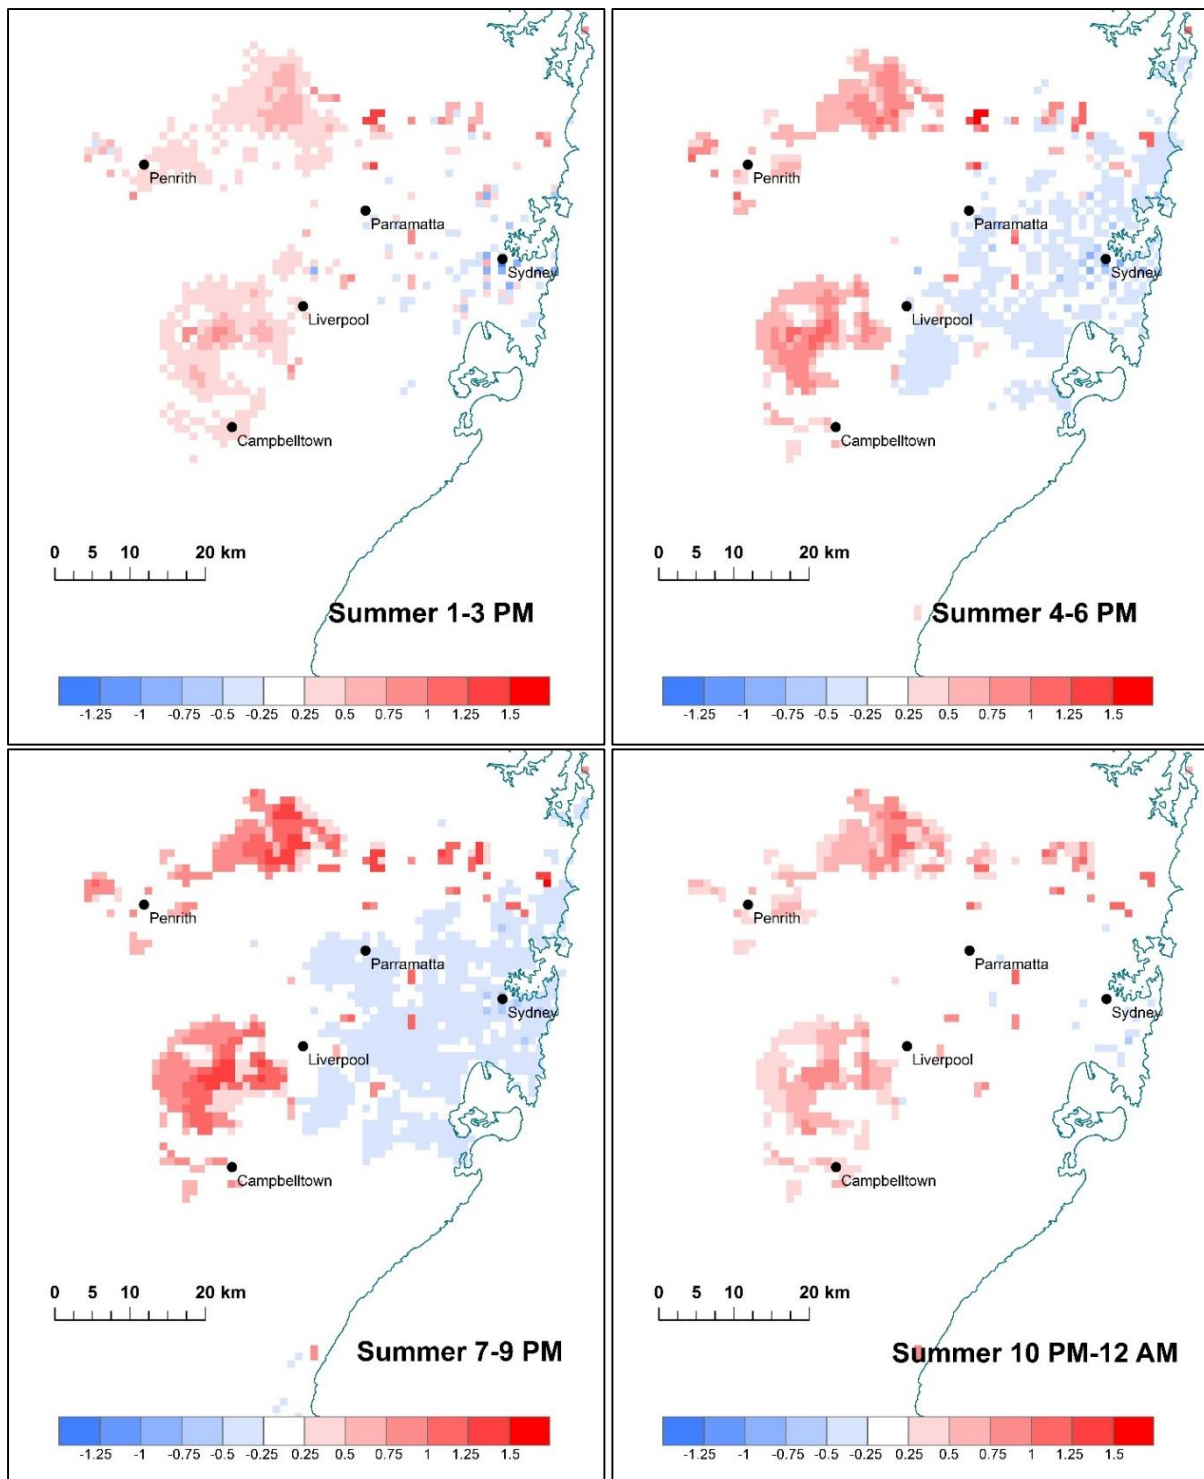 Penrith
Parramatta
Sydney
Liverpool
Campbelltown
0 5 10 20 km
Summer 1-3 PM
-1.25 -1 -0.75 -0.5 -0.25 0.25 0.5 0.75 1 1.25 1.5
Penrith
Parramatta
Sydney
Liverpool
Campbelltown
0 5 10 20 km
Summer 4-6 PM
-1.25 -1 -0.75 -0.5 -0.25 0.25 0.5 0.75 1 1.25 1.5
Penrith
Parramatta
Sydney
Liverpool
Campbelltown
0 5 10 20 km
Summer 7-9 PM
-1.25 -1 -0.75 -0.5 -0.25 0.25 0.5 0.75 1 1.25 1.5
Penrith
Parramatta
Sydney
Liverpool
Campbelltown
0 5 10 20 km
Summer 10 PM-12 AM
-1.25 -1 -0.75 -0.5 -0.25 0.25 0.5 0.75 1 1.25 1.5